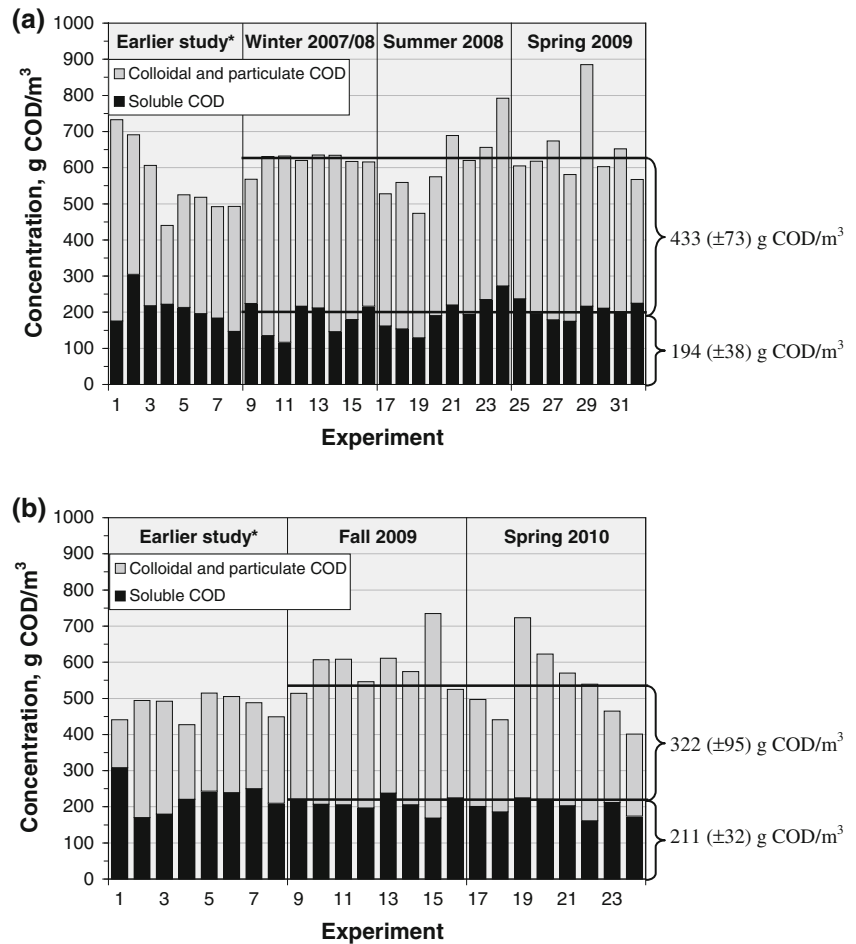 (a)
1000
900
800
700
600
500
400
300
200
100
0
Concentration, g COD/m³
Earlier study* Winter 2007/08 Summer 2008 Spring 2009
Colloidal and particulate COD
Soluble COD
433 (±73) g COD/m³
194 (±38) g COD/m³
1 3 5 7 9 11 13 15 17 19 21 23 25 27 29 31
Experiment
(b)
1000
900
800
700
600
500
400
300
200
100
0
Concentration, g COD/m³
Earlier study* Fall 2009 Spring 2010
Colloidal and particulate COD
Soluble COD
322 (±95) g COD/m³
211 (±32) g COD/m³
1 3 5 7 9 11 13 15 17 19 21 23
Experiment